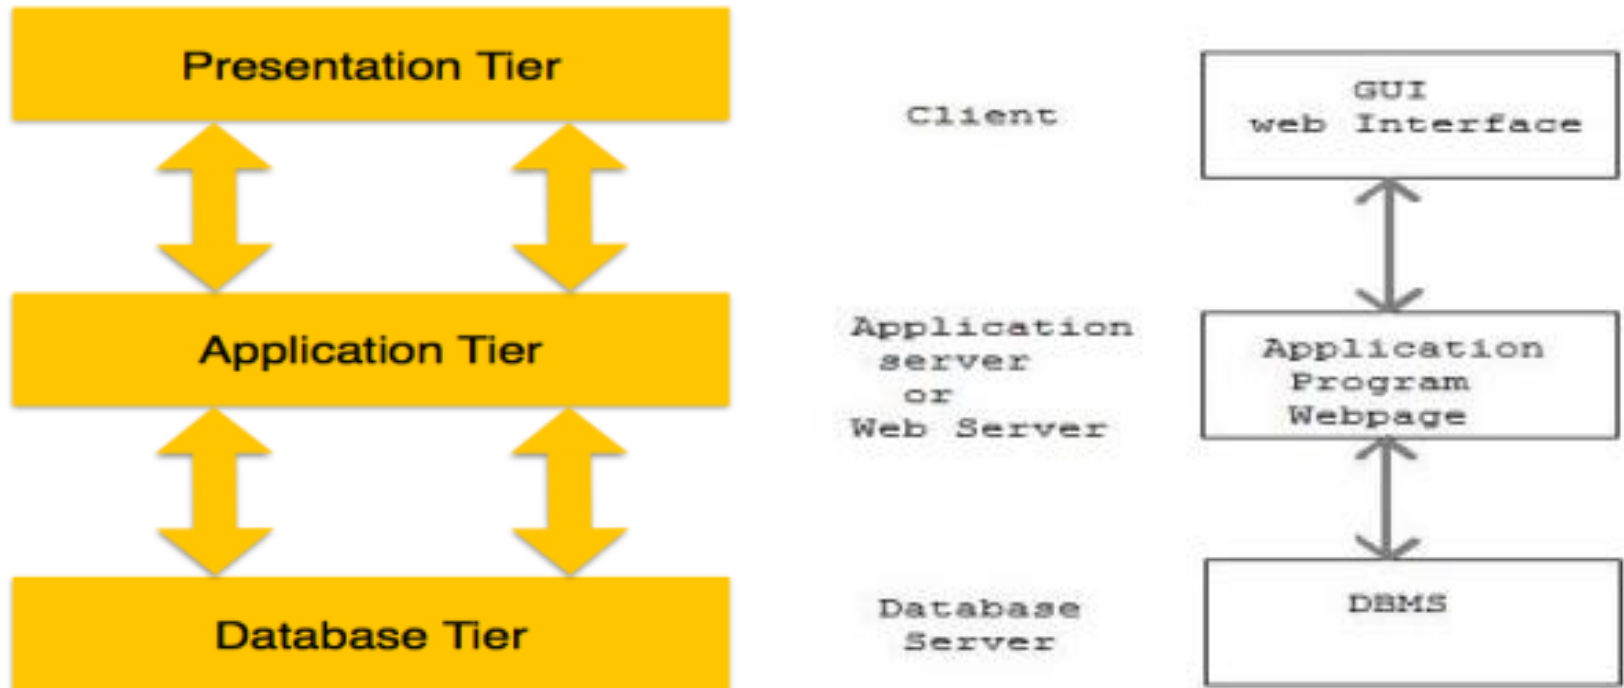 Presentation Tier
Application Tier
Database Tier
Client
Application
server
or
Web Server
Database
Server
GUI
web Interface
Application
Program
Webpage
DBMS